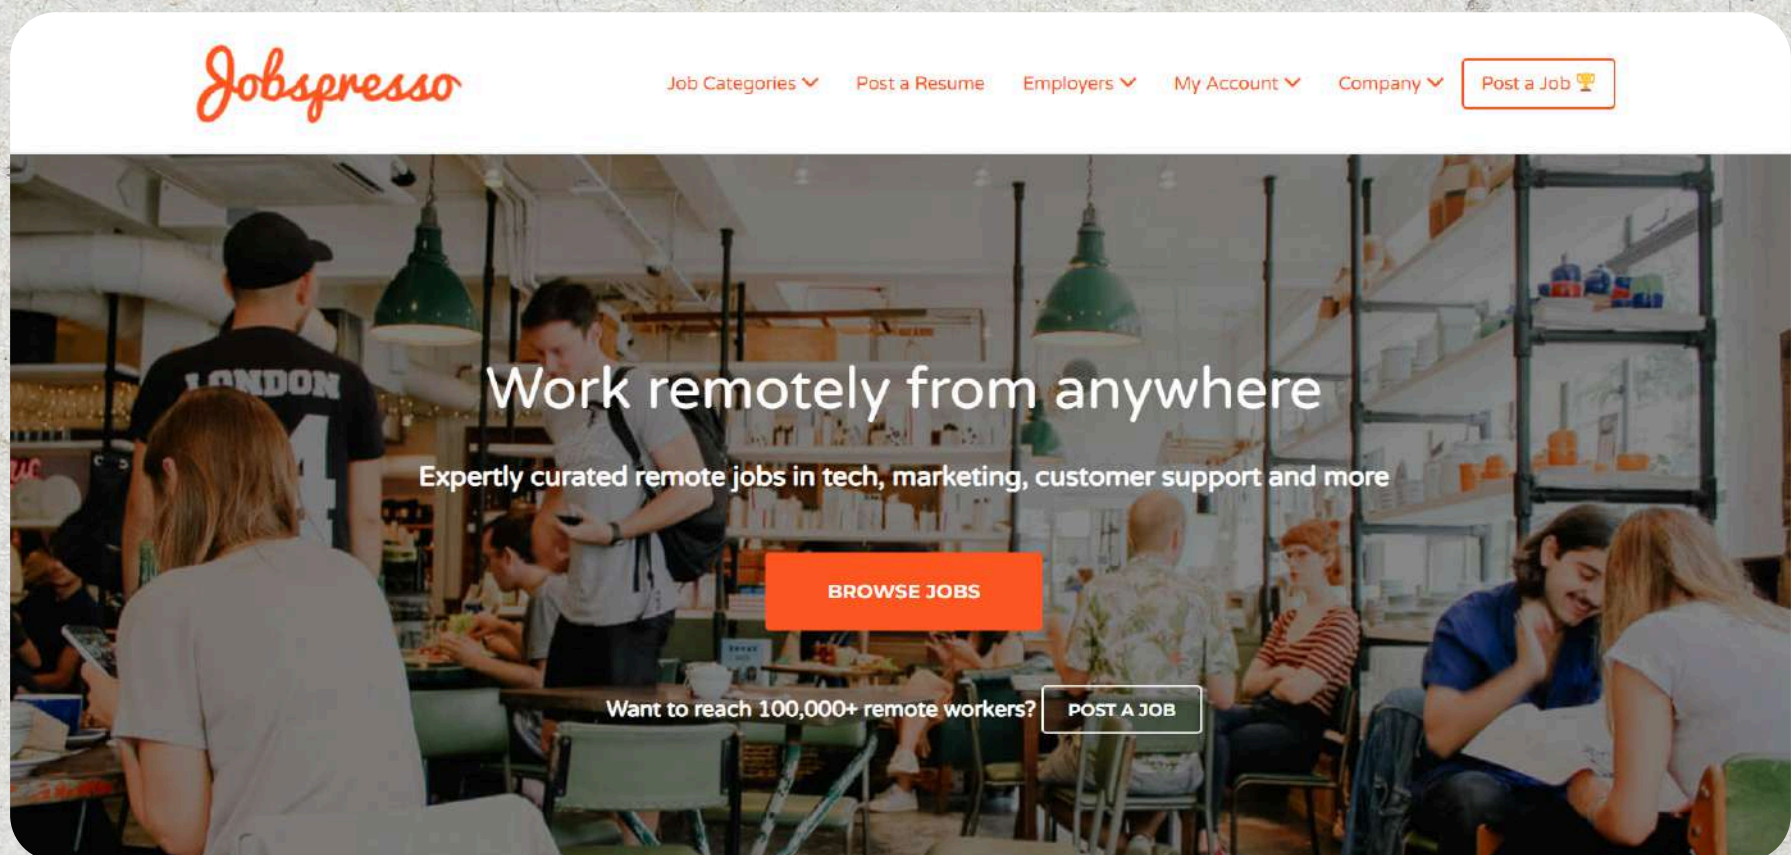 Jobspresso
Job Categories Post a Resume Employers My Account Company Post a Job
LONDON
Work remotely from anywhere
Expertly curated remote jobs in tech, marketing, customer support and more
BROWSE JOBS
Want to reach 100,000+ remote workers? POST A JOB